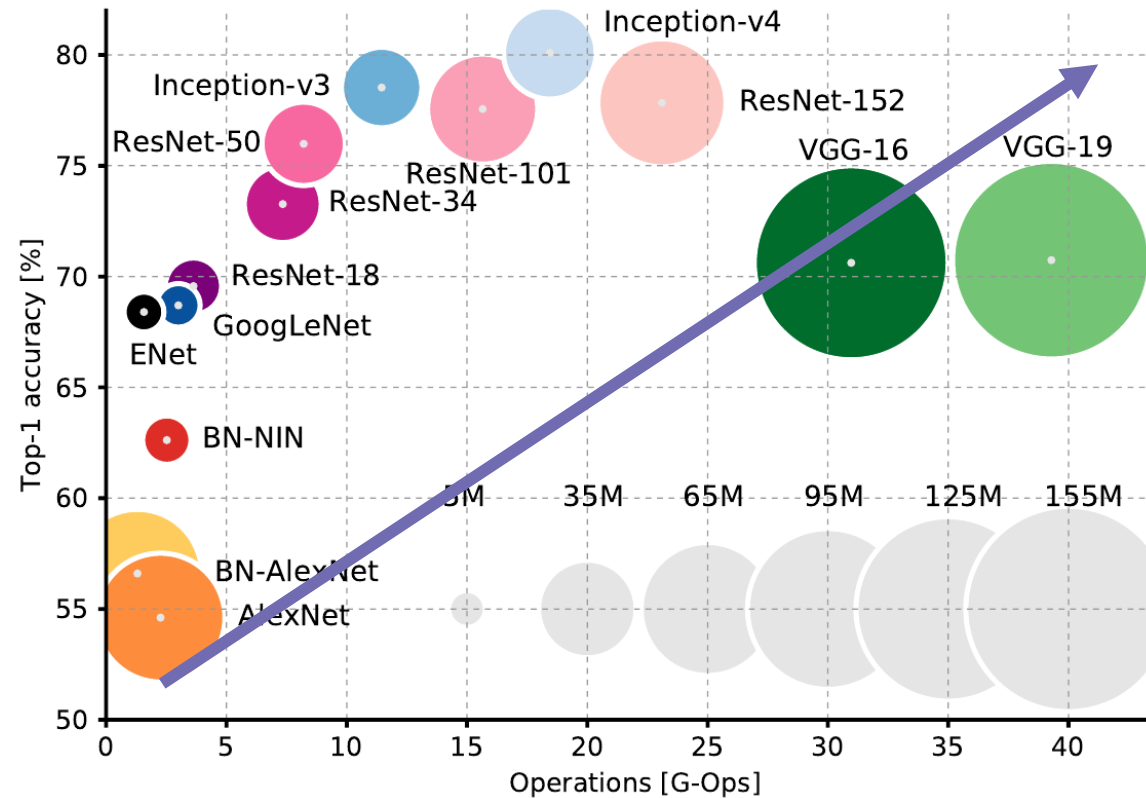 Inception-v4
80
Inception-v3
ResNet-152
ResNet-50
VGG-16
VGG-19
75
ResNet-101
ResNet-34
70
ResNet-18
GoogLeNet
ENet
Top-1 accuracy [%]
65
BN-NIN
60
5M
35M
65M
95M
125M
155M
BN-AlexNet
55
AlexNet
50
0
5
10
15
20
25
30
35
40
Operations [G-Ops]